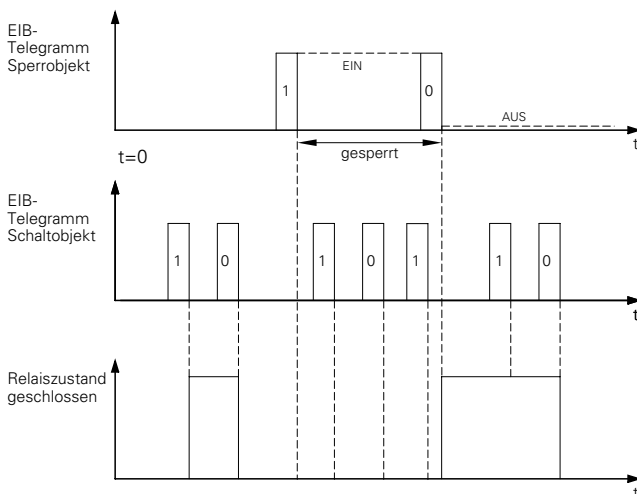 EIB-
Telegramm
Sperrobjekt
1
EIN
0
AUS
t
t=0
gesperrt
EIB-
Telegramm
Schaltobjekt
1
0
1
0
1
1
0
t
Relaiszustand
geschlossen
t